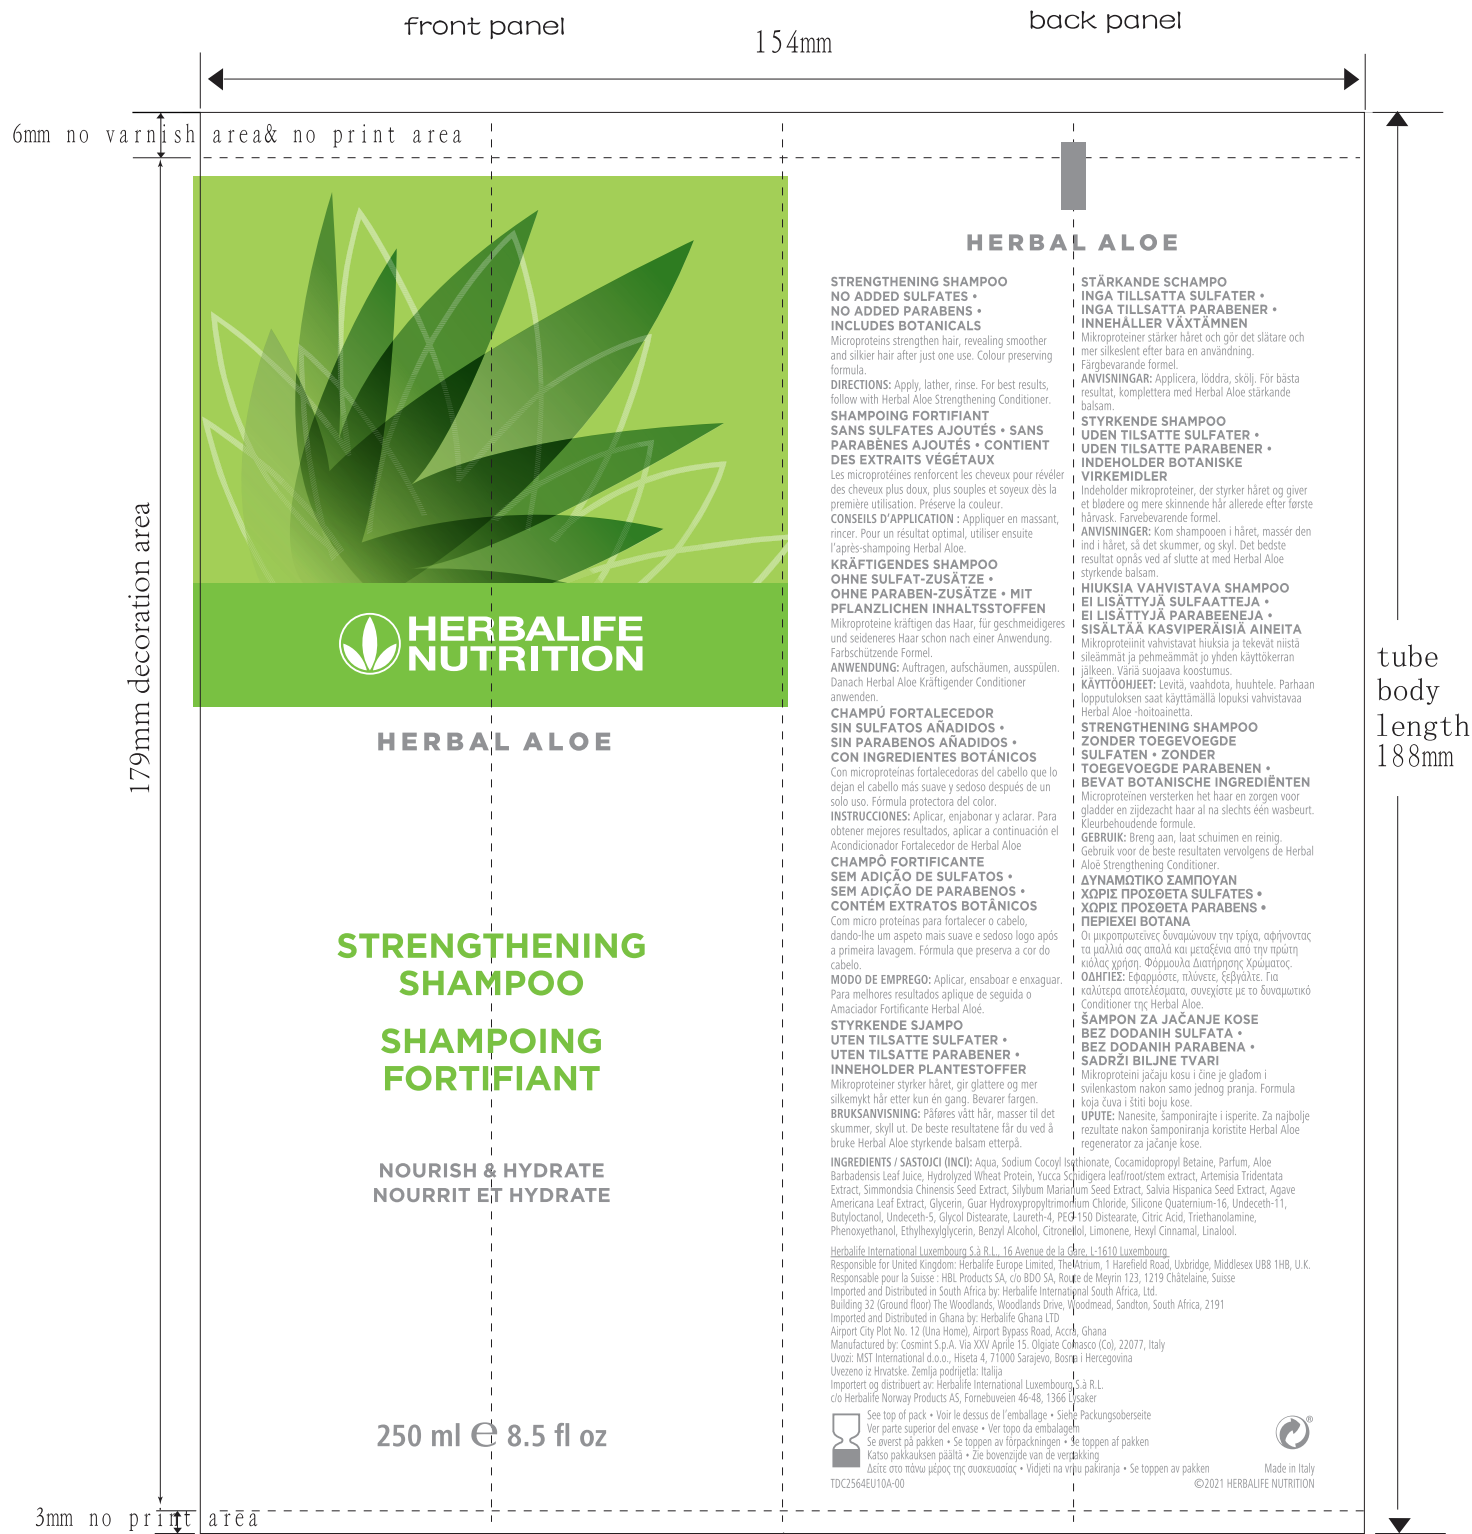 front panel
back panel
154mm
6mm no varnish area& no print area
179mm decoration area
tube
body
length
188mm
3mm no print area
HERBALIFE
NUTRITION
HERBAL ALOE
STRENGTHENING
SHAMPOO
SHAMPOING
FORTIFIANT
NOURISH & HYDRATE
NOURRIT ET HYDRATE
250 ml ℮ 8.5 fl oz
HERBAL ALOE
STRENGTHENING SHAMPOO
NO ADDED SULFATES •
NO ADDED PARABENS •
INCLUDES BOTANICALS
Microproteins strengthen hair, revealing smoother
and silkier hair after just one use. Colour preserving
formula.
DIRECTIONS: Apply, lather, rinse. For best results,
follow with Herbal Aloe Strengthening Conditioner.
SHAMPOING FORTIFIANT
SANS SULFATES AJOUTÉS • SANS
PARABÈNES AJOUTÉS • CONTIENT
DES EXTRAITS VÉGÉTAUX
Les microprotéines renforcent les cheveux pour révéler
des cheveux plus doux, plus souples et soyeux dès la
première utilisation. Préserve la couleur.
CONSEILS D'APPLICATION : Appliquer en massant,
rincer. Pour un résultat optimal, utiliser ensuite
l'après-shampoing Herbal Aloe.
KRÄFTIGENDES SHAMPOO
OHNE SULFAT-ZUSÄTZE •
OHNE PARABEN-ZUSÄTZE • MIT
PFLANZLICHEN INHALTSSTOFFEN
Mikroproteine kräftigen das Haar, für geschmeidigeres
und seideneres Haar schon nach einer Anwendung.
Farbschützende Formel.
ANWENDUNG: Auftragen, aufschäumen, ausspülen.
Danach Herbal Aloe Kräftigender Conditioner
anwenden.
CHAMPÚ FORTALECEDOR
SIN SULFATOS AÑADIDOS •
SIN PARABENOS AÑADIDOS •
CON INGREDIENTES BOTÁNICOS
Con microproteinas fortalecedoras del cabello que lo
dejan el cabello más suave y sedoso después de un
solo uso. Fórmula protectora del color.
INSTRUCCIONES: Aplicar, enjabonar y aclarar. Para
obtener mejores resultados, aplicar a continuación el
Acondicionador Fortalecedor de Herbal Aloe
CHAMPÔ FORTIFICANTE
SEM ADIÇÃO DE SULFATOS •
SEM ADIÇÃO DE PARABENOS •
CONTÉM EXTRATOS BOTÂNICOS
Com micro proteinas para fortalecer o cabelo,
dando-lhe um aspeto mais suave e sedoso logo após
a primeira lavagem. Fórmula que preserva a cor do
cabelo.
MODO DE EMPREGO: Aplicar, ensaboar e enxaguar.
Para melhores resultados aplique de seguida o
Amaciador Fortificante Herbal Aloé.
STYRKENDE SJAMPO
UTEN TILSATTE SULFATER •
UTEN TILSATTE PARABENER •
INNEHOLDER PLANTESTOFFER
Mikroproteiner styrker håret, gir glattere og mer
silkemykt hår etter kun én gang. Bevarer fargen.
BRUKSANVISNING: Påføres vått hår, masser til det
skummer, skyll ut. De beste resultatene får du ved å
bruke Herbal Aloe styrkende balsam etterpå.
STÄRKANDE SCHAMPO
INGA TILLSATTA SULFATER •
INGA TILLSATTA PARABENER •
INNEHÅLLER VÄXTÄMNEN
Mikroproteiner stärker håret och gör det slätare och
mer silkeslent efter bara en användning.
Färgbevarande formel.
ANVISNINGAR: Applicera, löddra, skölj. För bästa
resultat, komplettera med Herbal Aloe stärkande
balsam.
STYRKENDE SHAMPOO
UDEN TILSATTE SULFATER •
UDEN TILSATTE PARABENER •
INDEHOLDER BOTANISKE
VIRKEMIDLER
Indeholder mikroproteiner, der styrker håret og giver
et blødere og mere skinnende hår allerede efter første
hårvask. Farvebevarende formel.
ANVISNINGER: Kom shampooen i håret, massér den
ind i håret, så det skummer, og skyl. Det bedste
resultat opnås ved af slutte at med Herbal Aloe
styrkende balsam.
HIUKSIA VAHVISTAVA SHAMPOO
EI LISÄTTYJÄ SULFAATTEJA •
EI LISÄTTYJÄ PARABEENEJA •
SISÄLTÄÄ KASVIPERÄISIÄ AINEITA
Mikroproteiinit vahvistavat hiuksia ja tekevät niistä
sileämmät ja pehmeämmät jo yhden käyttökerran
jälkeen. Väriä suojaava koostumus.
KÄYTTÖOHJEET: Levitä, vaahdota, huuhtele. Parhaan
lopputuloksen saat käyttämällä lopuksi vahvistavaa
Herbal Aloe -hoitoainetta.
STRENGTHENING SHAMPOO
ZONDER TOEGEVOEGDE
SULFATEN • ZONDER
TOEGEVOEGDE PARABENEN •
BEVAT BOTANISCHE INGREDIËNTEN
Microproteïnen versterken het haar en zorgen voor
gladder en zijdezacht haar al na slechts één wasbeurt.
Kleurbehoudende formule.
GEBRUIK: Breng aan, laat schuimen en reinig.
Gebruik voor de beste resultaten vervolgens de Herbal
Aloë Strengthening Conditioner.
ΔΥΝΑΜΩΤΙΚΟ ΣΑΜΠΟΥΑΝ
ΧΩΡΙΣ ΠΡΟΣΘΕΤΑ SULFATES •
ΧΩΡΙΣ ΠΡΟΣΘΕΤΑ PARABENS •
ΠΕΡΙΕΧΕΙ ΒΟΤΑΝΑ
Οι μικροπρωτεΐνες δυναμώνουν την τρίχα, αφήνοντας
τα μαλλιά σας απαλά και μεταξένια από την πρώτη
κιόλας χρήση. Φόρμουλα Διατήρησης Χρώματος.
ΟΔΗΓΙΕΣ: Εφαρμόστε, πλύνετε, ξεβγάλτε. Για
καλύτερα αποτελέσματα, συνεχίστε με το δυναμωτικό
Conditioner της Herbal Aloe.
ŠAMPON ZA JAČANJE KOSE
BEZ DODANIH SULFATA •
BEZ DODANIH PARABENA •
SADRŽI BILJNE TVARI
Mikroproteini jačaju kosu i čine je glađom i
svilenkastom nakon samo jednog pranja. Formula
koja čuva i štiti boju kose.
UPUTE: Nanesite, šamponirajte i isperite. Za najbolje
rezultate nakon šamponiranja koristite Herbal Aloe
regenerator za jačanje kose.
INGREDIENTS / SASTOJCI (INCI): Aqua, Sodium Cocoyl Isethionate, Cocamidopropyl Betaine, Parfum, Aloe
Barbadensis Leaf Juice, Hydrolyzed Wheat Protein, Yucca Schidigera leaf/root/stem extract, Artemisia Tridentata
Extract, Simmondsia Chinensis Seed Extract, Silybum Marianum Seed Extract, Salvia Hispanica Seed Extract, Agave
Americana Leaf Extract, Glycerin, Guar Hydroxypropyltrimonium Chloride, Silicone Quaternium-16, Undeceth-11,
Butyloctanol, Undeceth-5, Glycol Distearate, Laureth-4, PEG-150 Distearate, Citric Acid, Triethanolamine,
Phenoxyethanol, Ethylhexylglycerin, Benzyl Alcohol, Citronellol, Limonene, Hexyl Cinnamal, Linalool.
Herbalife International Luxembourg S.à R.L., 16 Avenue de la Gare, L-1610 Luxembourg
Responsible for United Kingdom: Herbalife Europe Limited, The Atrium, 1 Harefield Road, Uxbridge, Middlesex UB8 1HB, U.K.
Responsable pour la Suisse : HBL Products SA, c/o BDO SA, Route de Meyrin 123, 1219 Châtelaine, Suisse
Imported and Distributed in South Africa by: Herbalife International South Africa, Ltd.
Building 32 (Ground floor) The Woodlands, Woodlands Drive, Woodmead, Sandton, South Africa, 2191
Imported and Distributed in Ghana by: Herbalife Ghana LTD
Airport City Plot No. 12 (Una Home), Airport Bypass Road, Accra, Ghana
Manufactured by: Cosmint S.p.A. Via XXV Aprile 15. Olgiate Comasco (Co), 22077, Italy
Uvozi: MST International d.o.o., Hiseta 4, 71000 Sarajevo, Bosna i Hercegovina
Uvezeno iz Hrvatske. Zemlja podrijetla: Italija
Importert og distribuert av: Herbalife International Luxembourg S.à R.L.
c/o Herbalife Norway Products AS, Fornebuveien 46-48, 1366 Lysaker
See top of pack • Voir le dessus de l'emballage • Siehe Packungsoberseite
Ver parte superior del envase • Ver topo da embalagem
Se øverst på pakken • Se toppen av förpackningen • Se toppen af pakken
Katso pakkauksen päältä • Zie bovenzijde van de verpakking
Δείτε στο πάνω μέρος της συσκευασίας • Vidjeti na vrhu pakiranja • Se toppen av pakken
TDC2564EU10A-00
®
Made in Italy
©2021 HERBALIFE NUTRITION